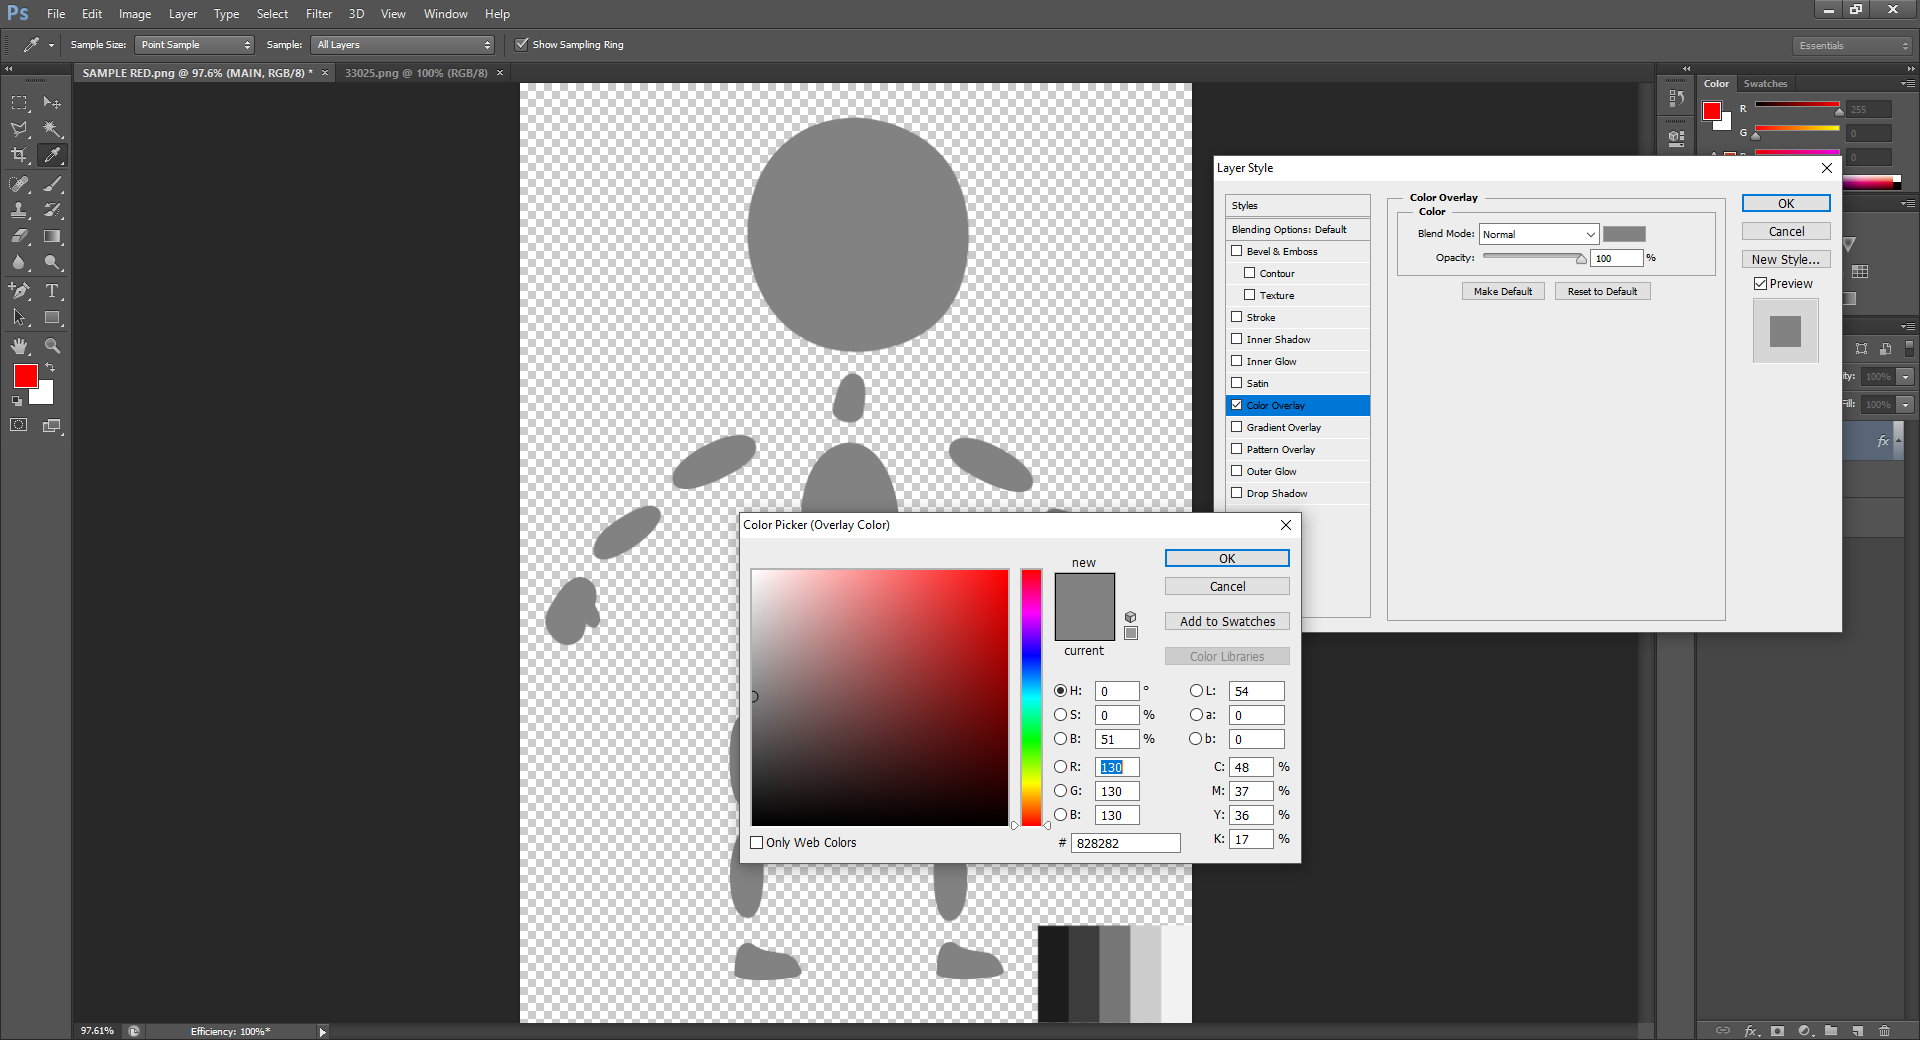 Ps File Edit Image Layer Type Select Filter 3D View Window Help
Sample Size: Point Sample Sample: All Layers Show Sampling Ring Essentials
SAMPLE RED.png @ 97.6% (MAIN, RGB/8) * × 33025.png @ 100% (RGB/8) ×
Color Swatches
R 255
G 0
0
Layer Style
Styles
Blending Options: Default
Bevel & Emboss
Contour
Texture
Stroke
Inner Shadow
Inner Glow
Satin
Color Overlay
Gradient Overlay
Pattern Overlay
Outer Glow
Drop Shadow
Color Overlay
Color
Blend Mode: Normal
Opacity: 100 %
Make Default Reset to Default
OK
Cancel
New Style...
Preview
ity: 100%
Fill: 100%
fx
T
Color Picker (Overlay Color)
new
current
OK
Cancel
Add to Swatches
Color Libraries
H: 0 °
S: 0 %
B: 51 %
R: 130
G: 130
B: 130
# 828282
L: 54
a: 0
b: 0
C: 48 %
M: 37 %
Y: 36 %
K: 17 %
Only Web Colors
97.61% Efficiency: 100%*
fx